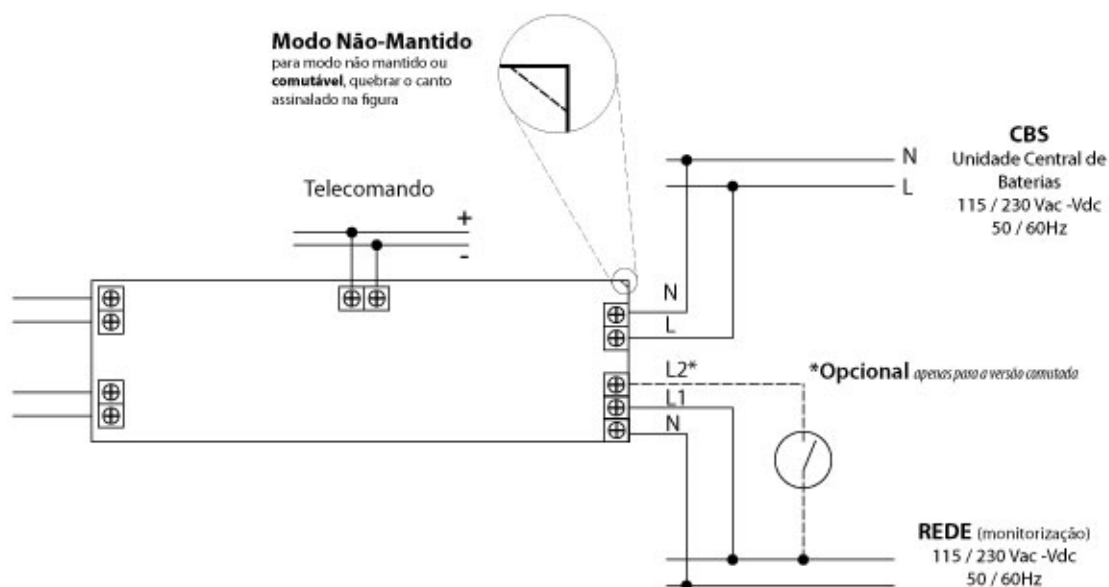 Modo Não-Mantido
para modo não mantido ou
comutável, quebrar o canto
assinalado na figura
CBS
Unidade Central de
Baterias
115 / 230 Vac -Vdc
50 / 60Hz
N
L
Telecomando
+
-
N
L
L2*
*Opcional apenas para a versão comutada
L1
N
REDE (monitorização)
115 / 230 Vac -Vdc
50 / 60Hz